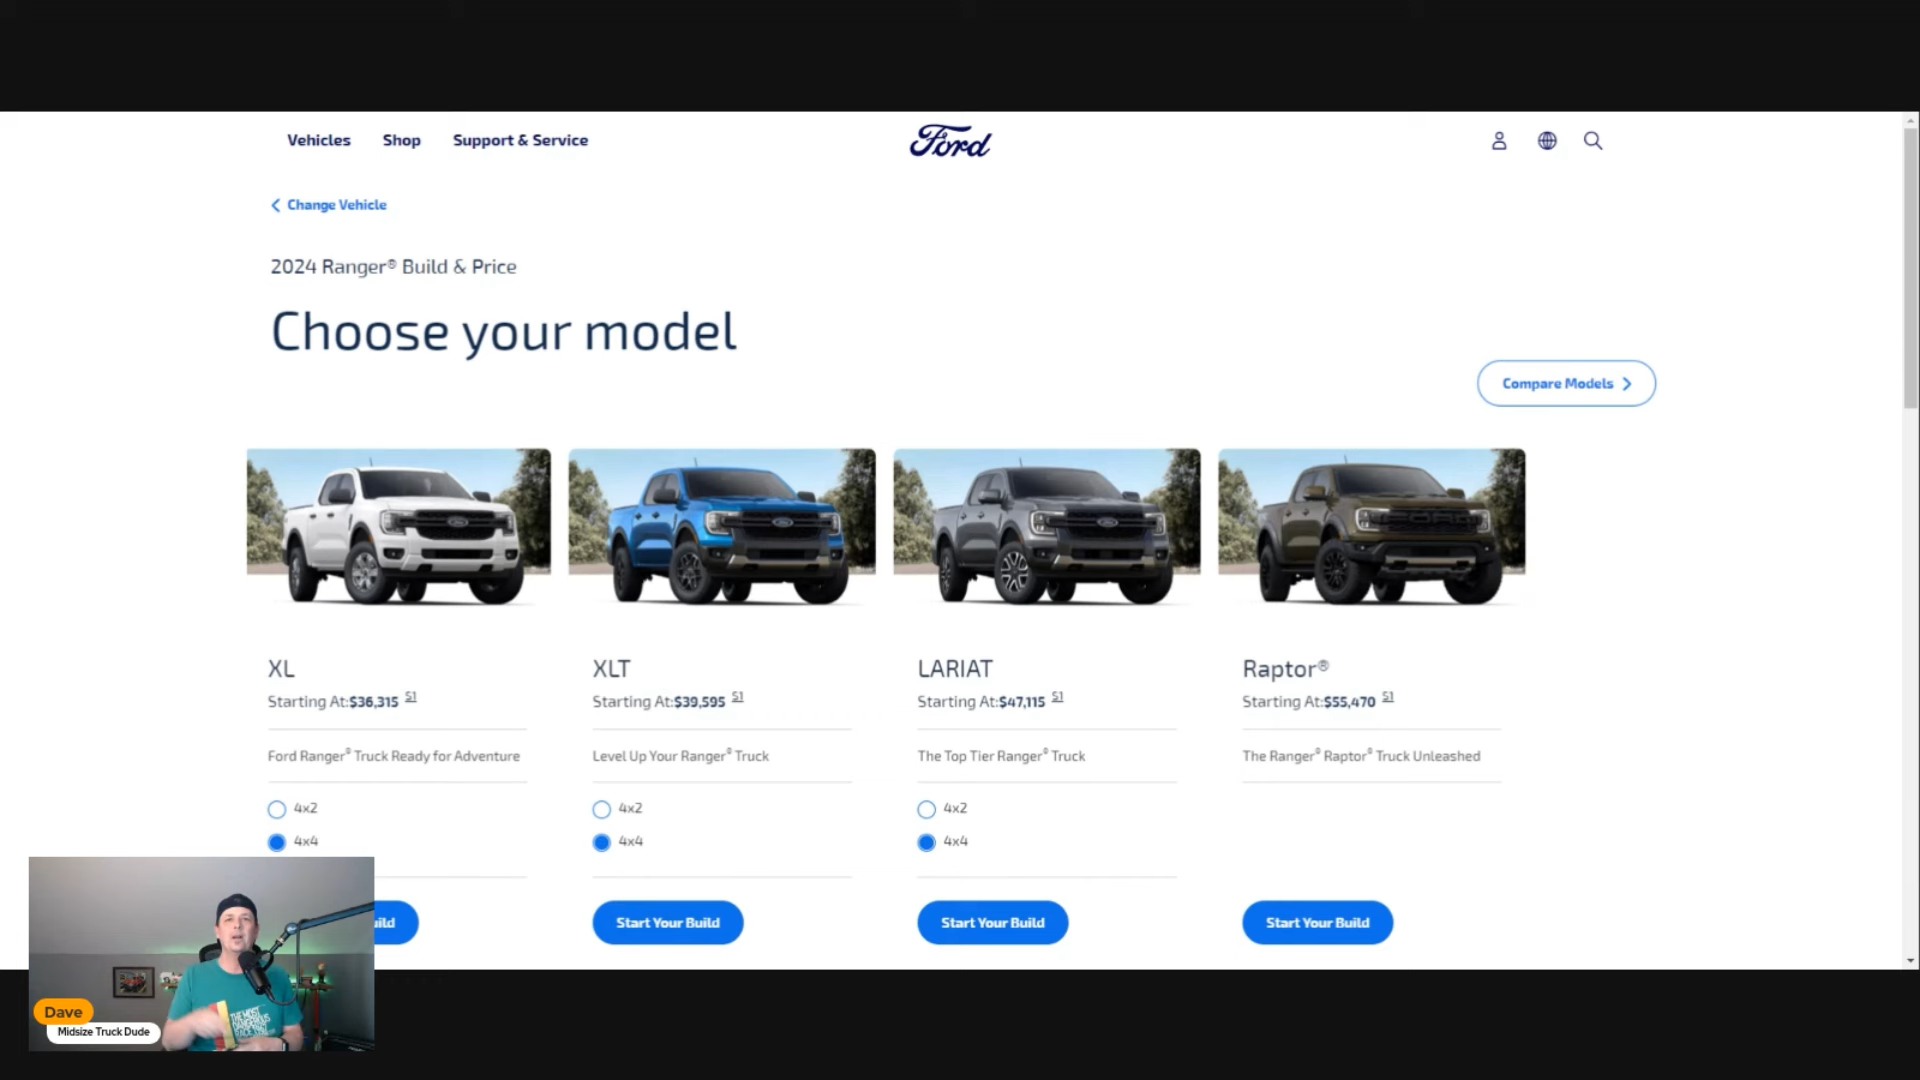 Vehicles Shop Support & Service
Ford
Change Vehicle
2024 Ranger® Build & Price
Choose your model
Compare Models
XL
Starting At:$36,315 S1
Ford Ranger® Truck Ready for Adventure
4x2
4x4
ild
XLT
Starting At:$39,595 S1
Level Up Your Ranger® Truck
4x2
4x4
Start Your Build
LARIAT
Starting At:$47,115 S1
The Top Tier Ranger® Truck
4x2
4x4
Start Your Build
Raptor®
Starting At:$55,470 S1
The Ranger® Raptor® Truck Unleashed
Start Your Build
Dave
Midsize Truck Dude
THE MOST
DANGEROUS